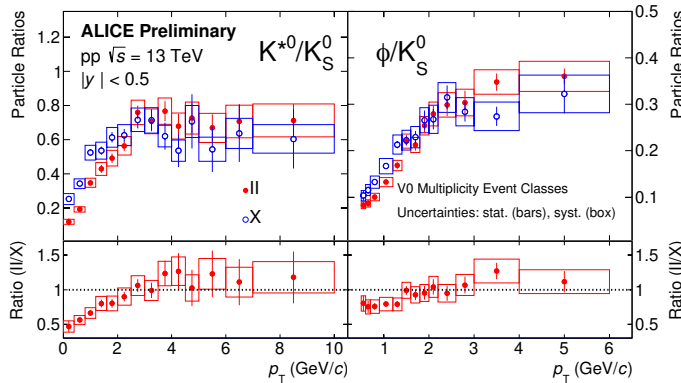 ALICE Preliminary
pp √s = 13 TeV
|y| < 0.5
K*0/K0S
Particle Ratios
1.2
1
0.8
0.6
0.4
0.2
II
X
ϕ/K0S
V0 Multiplicity Event Classes
Uncertainties: stat. (bars), syst. (box)
0.5
0.4
0.3
0.2
0.1
Particle Ratios
Ratio (II/X)
1.5
1
0.5
0 2 4 6 8 10
pT (GeV/c)
1.5
1
0.5
Ratio (II/X)
0 1 2 3 4 5 6
pT (GeV/c)